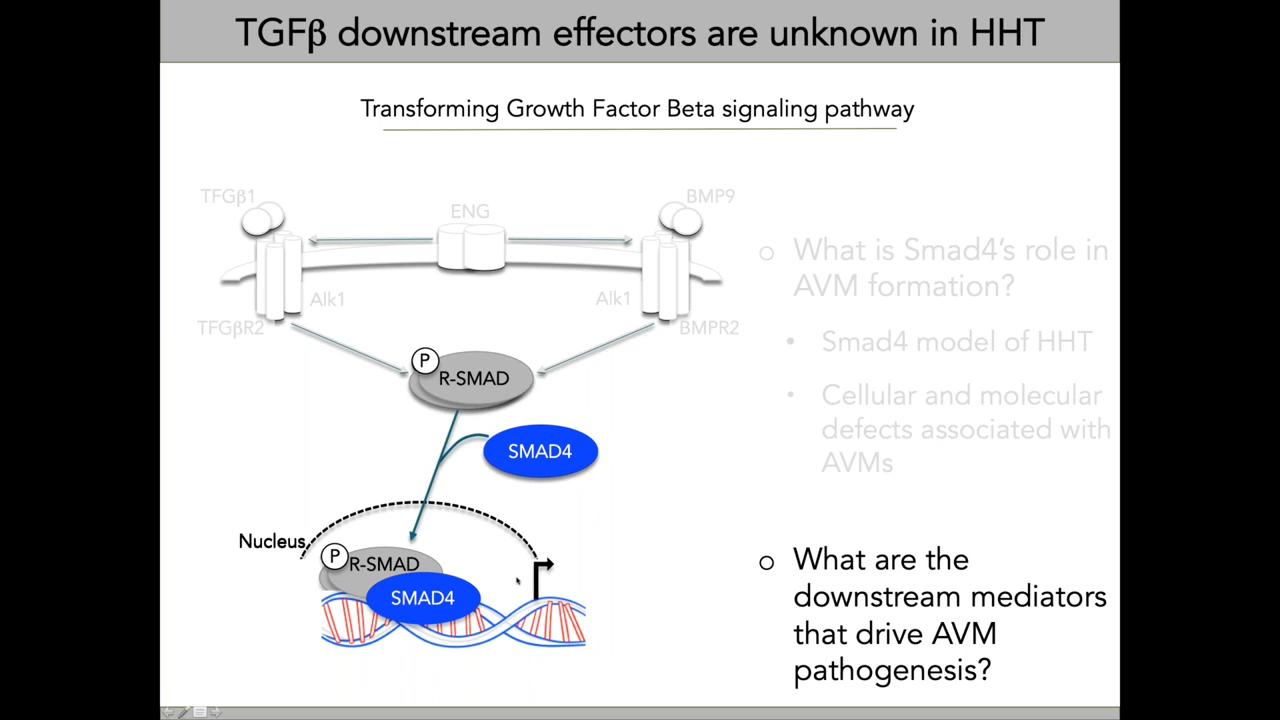 TGFβ downstream effectors are unknown in HHT
Transforming Growth Factor Beta signaling pathway
TFGβ1
ENG
BMP9
Alk1
Alk1
TFGβR2
BMPR2
P
R-SMAD
SMAD4
Nucleus
P
R-SMAD
SMAD4
o What is Smad4's role in
AVM formation?
• Smad4 model of HHT
• Cellular and molecular
defects associated with
AVMs
o What are the
downstream mediators
that drive AVM
pathogenesis?